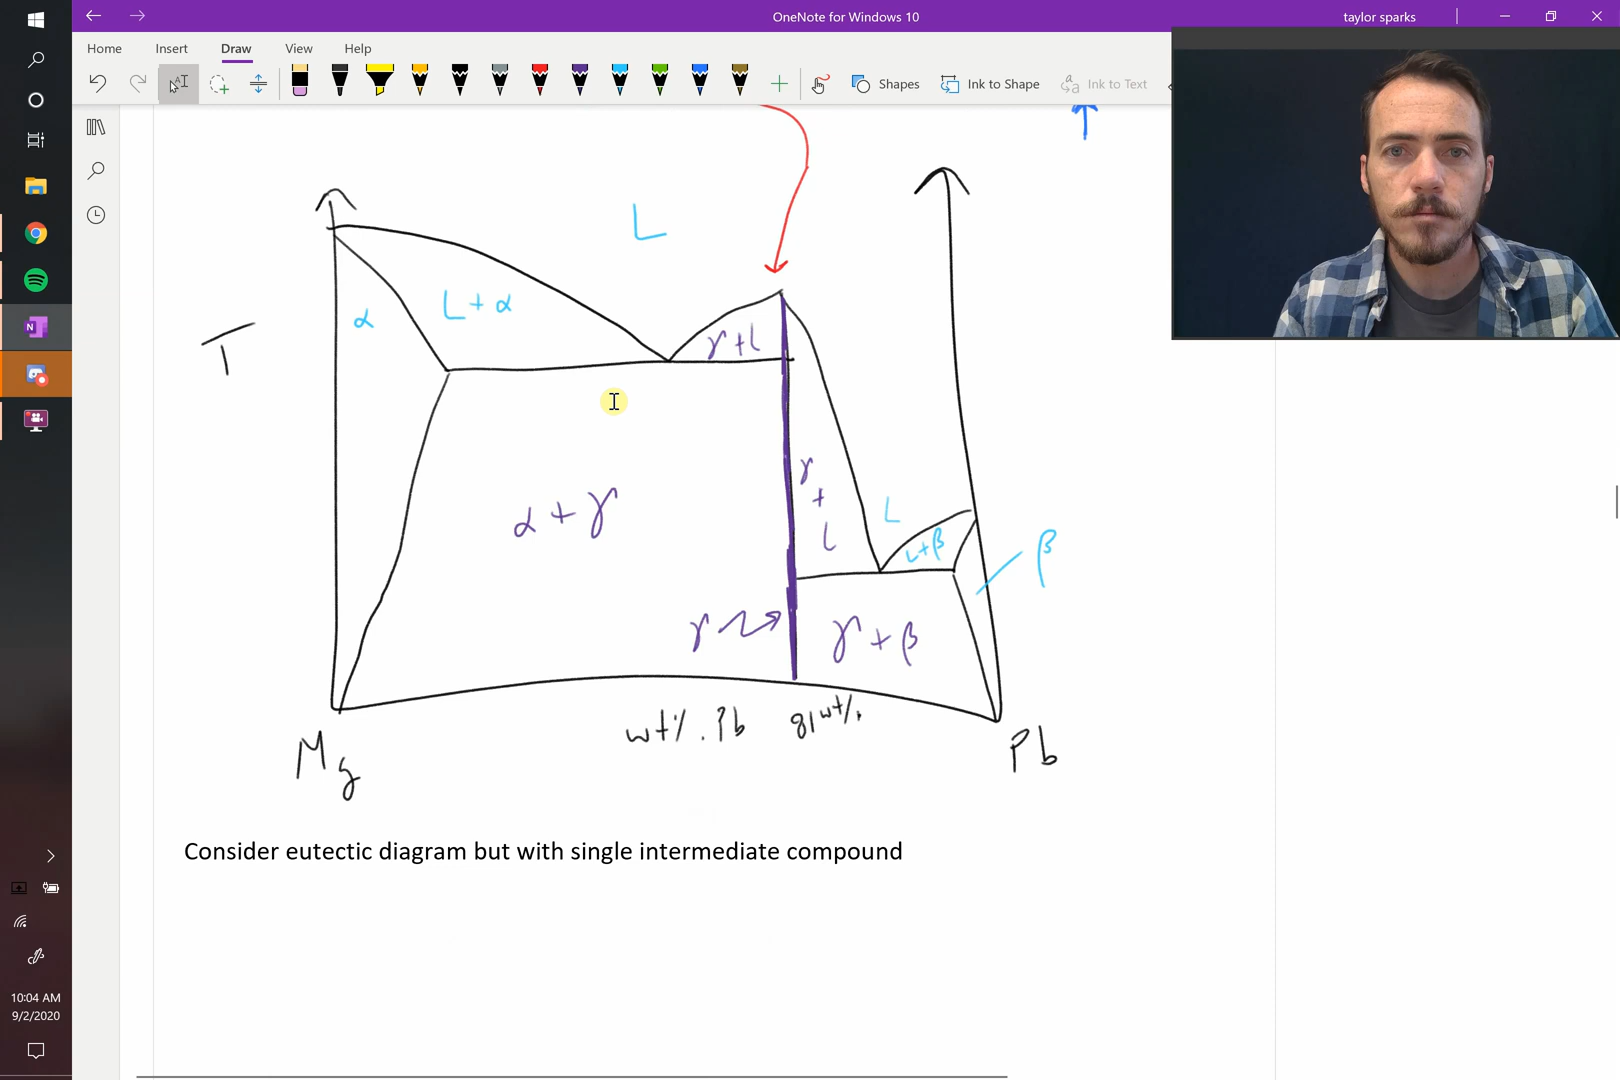 OneNote for Windows 10
taylor sparks
Home Insert Draw View Help
Shapes Ink to Shape Ink to Text
T
L
α
L + α
γ + l
α + γ
γ
+
l
L
L + β
β
γ
γ + β
wt%. Pb 81 wt%
Mg
Pb
Consider eutectic diagram but with single intermediate compound
10:04 AM
9/2/2020